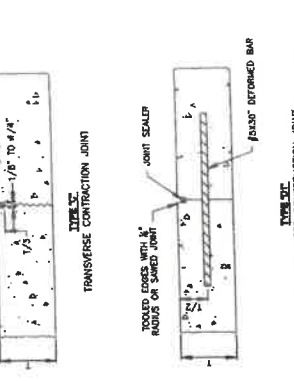 1/8" TO 1/4"
T/3
T
TYPE "C"
TRANSVERSE CONTRACTION JOINT
TOOLED EDGES WITH ⅛"
RADIUS OR SAWED JOINT
JOINT SEALER
T/2
T
#5X30" DEFORMED BAR
TYPE "D"